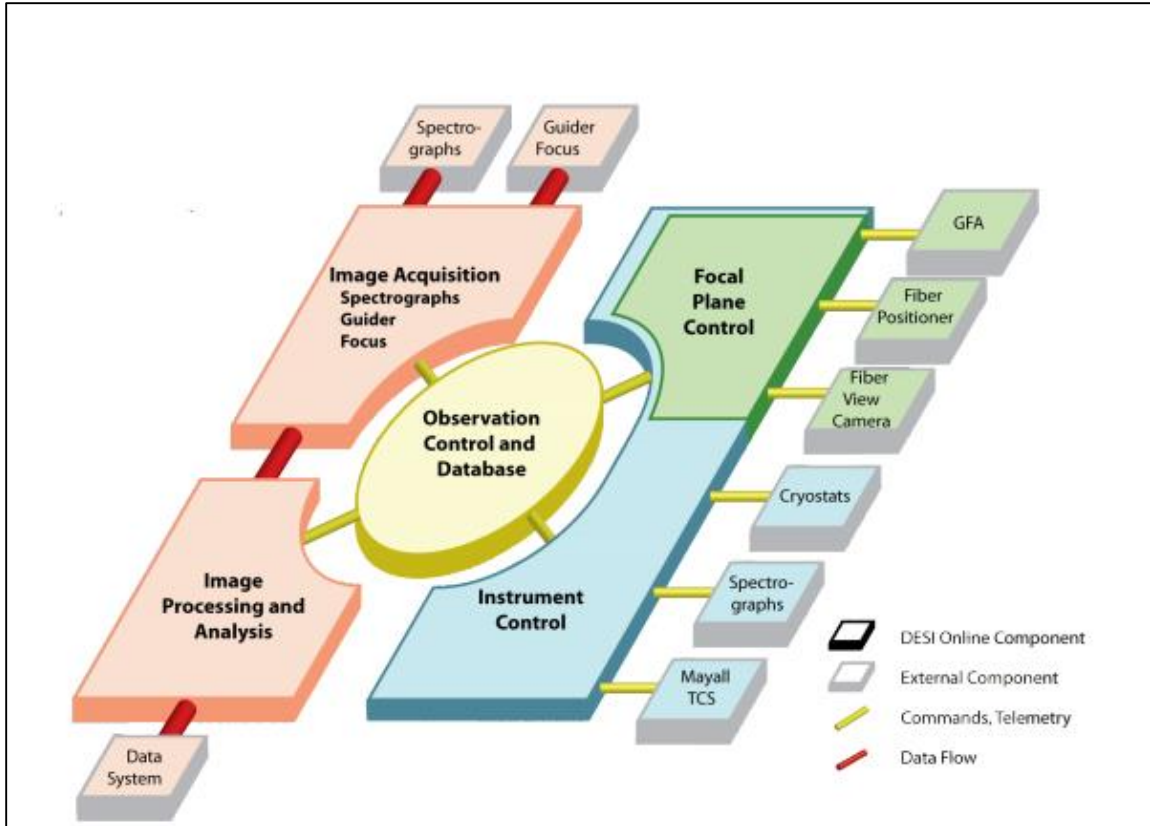 Spectro-
graphs
Guider
Focus
Image Acquisition
Spectrographs
Guider
Focus
Focal
Plane
Control
GFA
Fiber
Positioner
Fiber
View
Camera
Observation
Control and
Database
Cryostats
Image
Processing and
Analysis
Instrument
Control
Spectro-
graphs
Mayall
TCS
Data
System
DESI Online Component
External Component
Commands, Telemetry
Data Flow